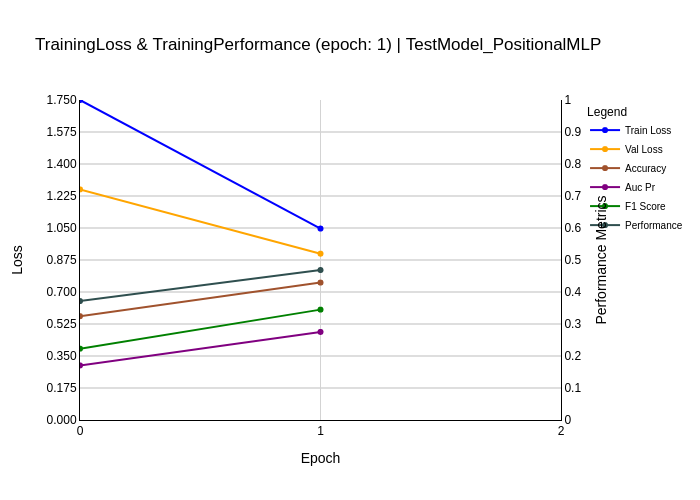 TrainingLoss & TrainingPerformance (epoch: 1) | TestModel_PositionalMLP
1.750
1.575
1.400
1.225
1.050
0.875
0.700
0.525
0.350
0.175
0.000
Loss
0
1
2
Epoch
1
0.9
0.8
0.7
0.6
0.5
0.4
0.3
0.2
0.1
0
Performance Metrics
Legend
Train Loss
Val Loss
Accuracy
Auc Pr
F1 Score
Performance